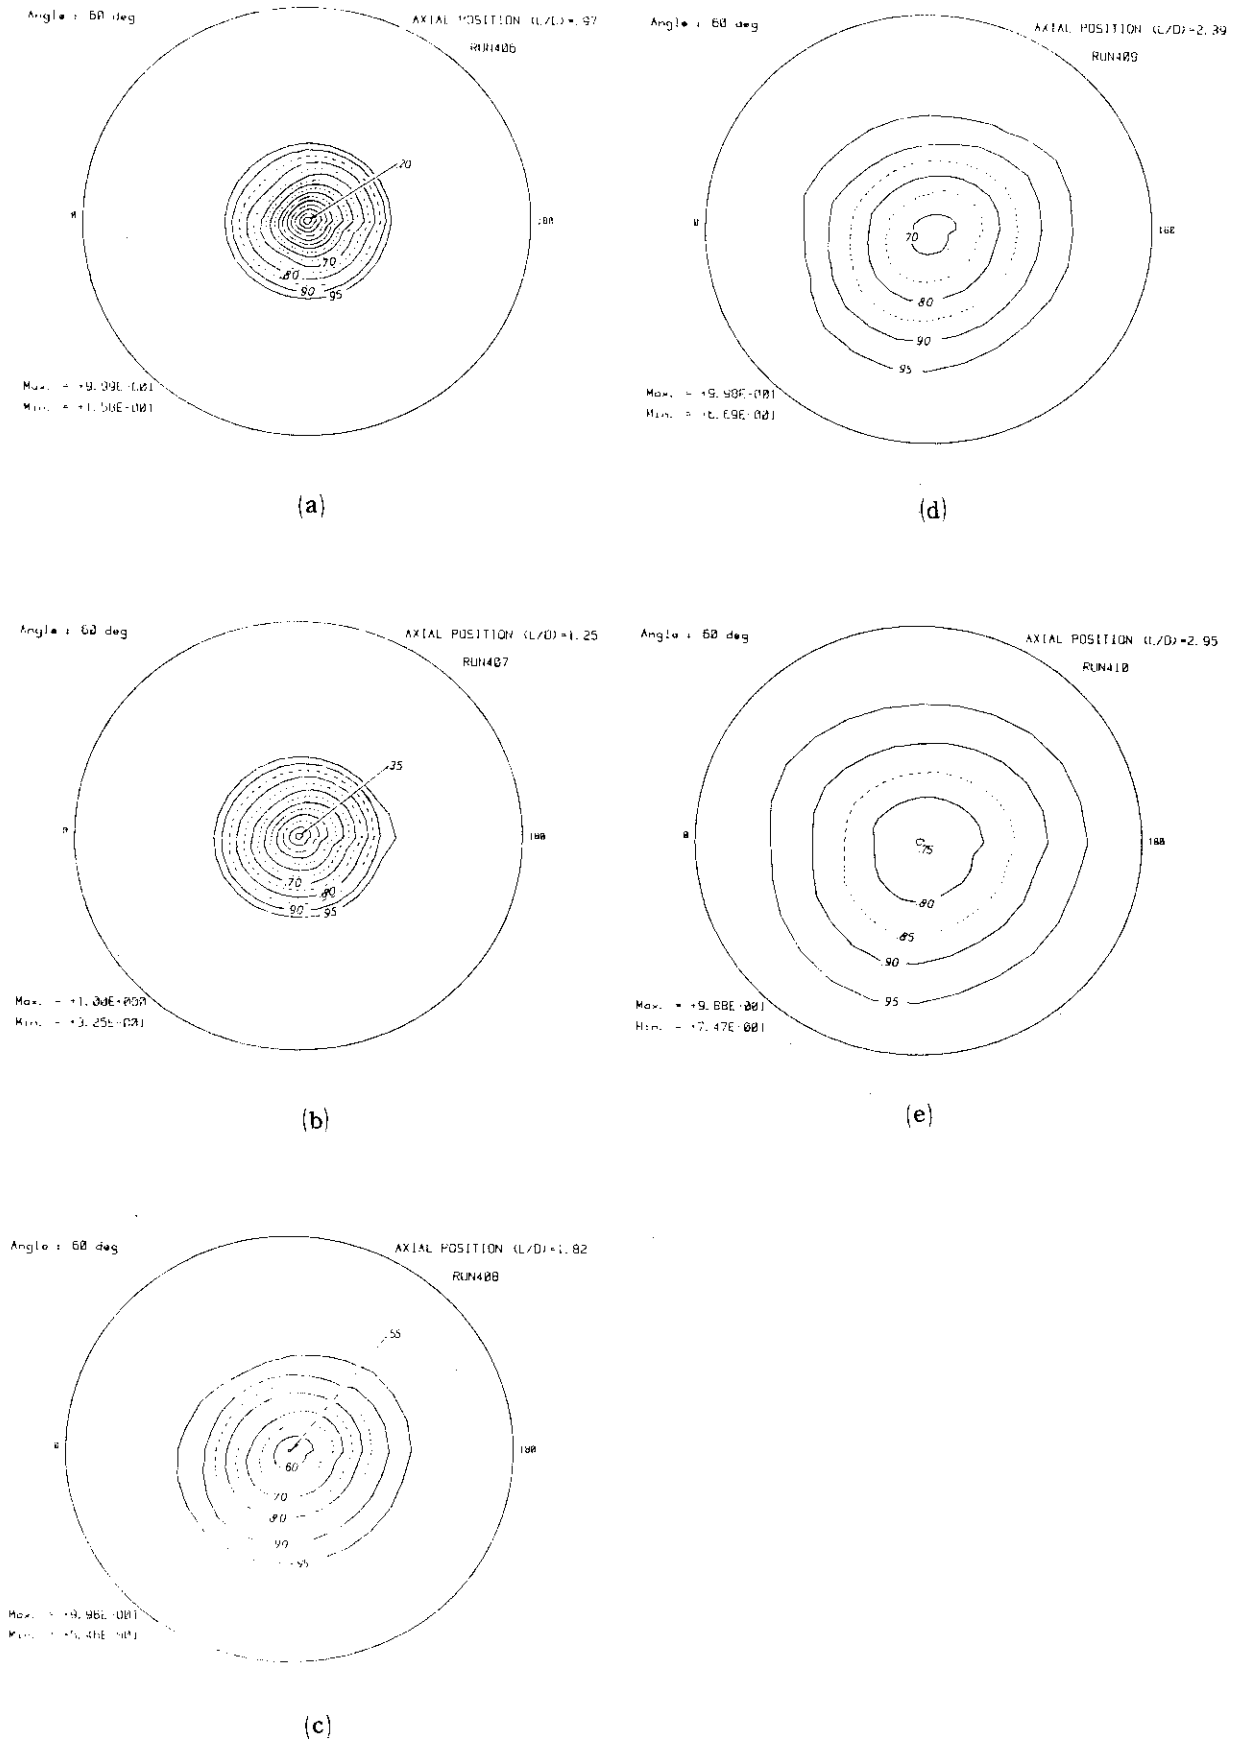 Angle : 60 deg
AXIAL POSITION (L/D)=.97
RUN406
.20
0
180
.70
.80
.90
.95
Max. = +9.99E-001
Min. = +1.58E-001
(a)
Angle : 60 deg
AXIAL POSITION (L/D)=1.25
RUN407
.35
0
180
.70
.80
.90
.95
Max. = +1.00E+000
Min. = +3.25E-001
(b)
Angle : 60 deg
AXIAL POSITION (L/D)=1.82
RUN408
.55
0
180
.60
.70
.80
.90
.95
Max. = +9.96E-001
(c)
Angle : 60 deg
AXIAL POSITION (L/D)=2.39
RUN409
0
180
.70
.80
.90
.95
Max. = +9.98E-001
Min. = +6.69E-001
(d)
Angle : 60 deg
AXIAL POSITION (L/D)=2.95
RUN410
0
180
.75
.80
.85
.90
.95
Max. = +9.88E-001
Min. = +7.47E-001
(e)